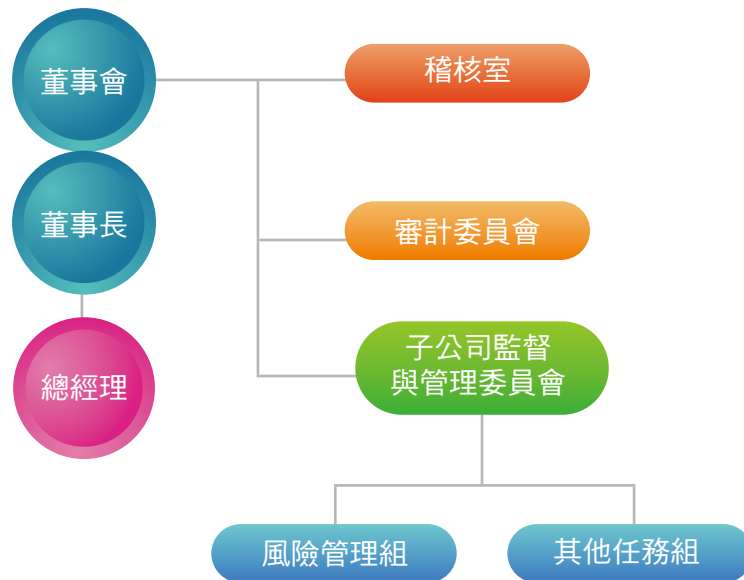 董事會
稽核室
董事長
審計委員會
總經理
子公司監督
與管理委員會
風險管理組
其他任務組